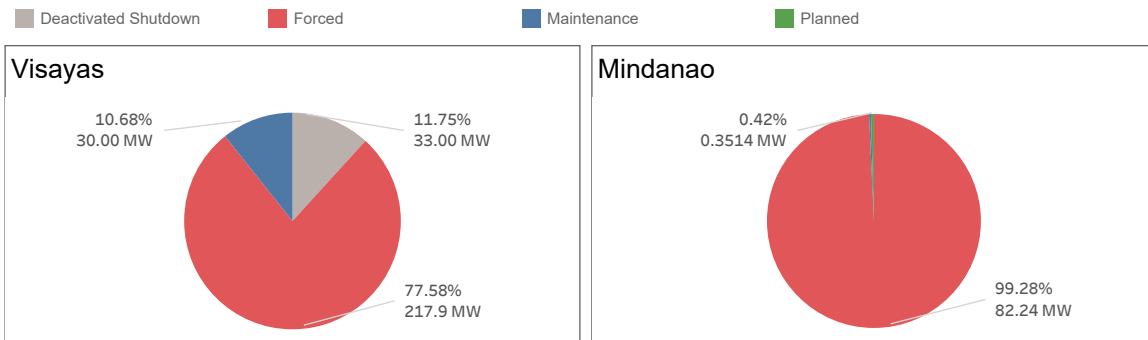 Deactivated Shutdown
Forced
Maintenance
Planned
Visayas
10.68%
30.00 MW
11.75%
33.00 MW
77.58%
217.9 MW
Mindanao
0.42%
0.3514 MW
99.28%
82.24 MW